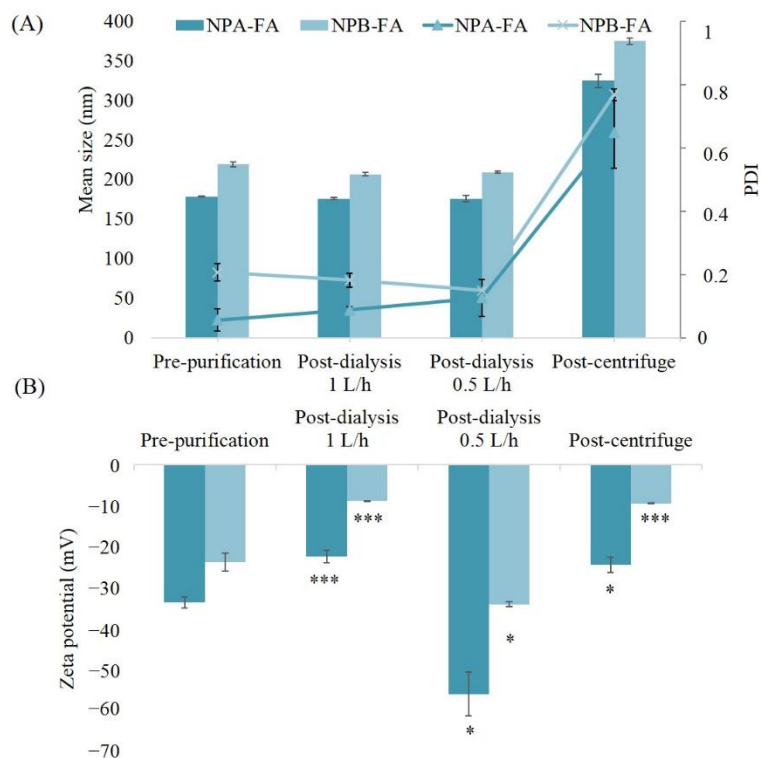 (A)
NPA-FA NPB-FA NPA-FA NPB-FA
400
350
300
250
200
150
100
50
0
Mean size (nm)
1
0.8
0.6
0.4
0.2
0
PDI
Pre-purification Post-dialysis Post-dialysis Post-centrifuge
1 L/h 0.5 L/h
(B)
Post-dialysis Post-dialysis
Pre-purification 1 L/h 0.5 L/h Post-centrifuge
0
−10
−20
−30
−40
−50
−60
−70
Zeta potential (mV)
*** ***
*** *
*
*